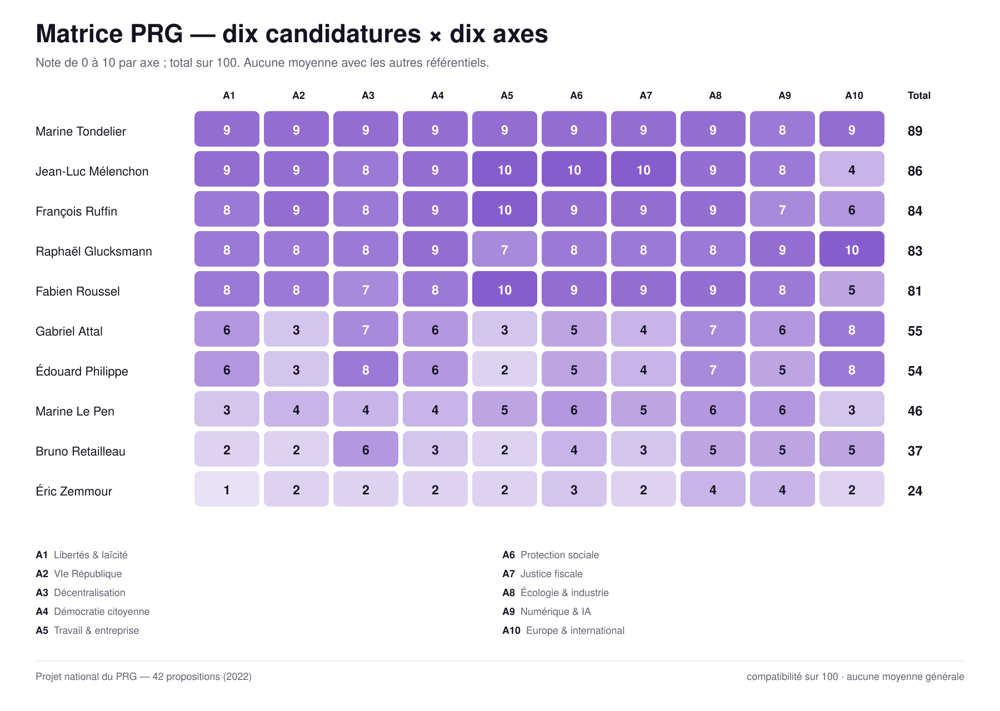 Matrice PRG — dix candidatures × dix axes
Note de 0 à 10 par axe ; total sur 100. Aucune moyenne avec les autres référentiels.
A1 A2 A3 A4 A5 A6 A7 A8 A9 A10 Total
Marine Tondelier 9 9 9 9 9 9 9 9 8 9 89
Jean-Luc Mélenchon 9 9 8 9 10 10 10 9 8 4 86
François Ruffin 8 9 8 9 10 9 9 9 7 6 84
Raphaël Glucksmann 8 8 8 9 7 8 8 8 9 10 83
Fabien Roussel 8 8 7 8 10 9 9 9 8 5 81
Gabriel Attal 6 3 7 6 3 5 4 7 6 8 55
Édouard Philippe 6 3 8 6 2 5 4 7 5 8 54
Marine Le Pen 3 4 4 4 5 6 5 6 6 3 46
Bruno Retailleau 2 2 6 3 2 4 3 5 5 5 37
Éric Zemmour 1 2 2 2 2 3 2 4 4 2 24
A1 Libertés & laïcité
A2 VIe République
A3 Décentralisation
A4 Démocratie citoyenne
A5 Travail & entreprise
A6 Protection sociale
A7 Justice fiscale
A8 Écologie & industrie
A9 Numérique & IA
A10 Europe & international
Projet national du PRG — 42 propositions (2022)
compatibilité sur 100 · aucune moyenne générale